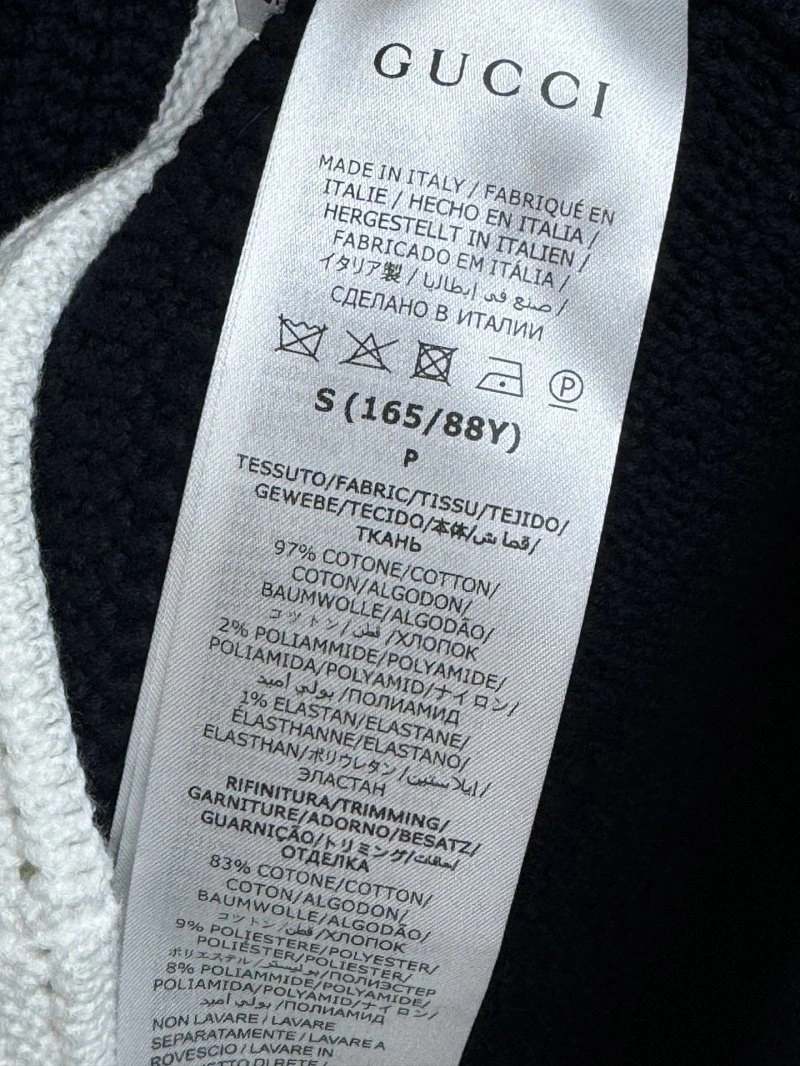 GUCCI
MADE IN ITALY / FABRIQUÉ EN
ITALIE / HECHO EN ITALIA /
HERGESTELLT IN ITALIEN /
FABRICADO EM ITÁLIA /
イタリア製 / صنع في ايطاليا /
СДЕЛАНО В ИТАЛИИ
P
S (165/88Y)
P
TESSUTO/FABRIC/TISSU/TEJIDO/
GEWEBE/TECIDO/本体/قماش/
ТКАНЬ
97% COTONE/COTTON/
COTON/ALGODON/
BAUMWOLLE/ALGODÃO/
コットン/قطن/ХЛОПОК
2% POLIAMMIDE/POLYAMIDE/
POLIAMIDA/POLYAMID/ナイロン/
بولي اميد/ПОЛИАМИД
1% ELASTAN/ELASTANE/
ÉLASTHANNE/ELASTANO/
ELASTHAN/ポリウレタン/ايلاستين/
ЭЛАСТАН
RIFINITURA/TRIMMING/
GARNITURE/ADORNO/BESATZ/
GUARNIÇÃO/トリミング/
ОТДЕЛКА
83% COTONE/COTTON/
COTON/ALGODON/
BAUMWOLLE/ALGODÃO/
コットン/قطن/ХЛОПОК
9% POLIESTERE/POLYESTER/
POLIÉSTER/POLIESTER/
ポリエステル/بوليستر/ПОЛИЭСТЕР
8% POLIAMMIDE/POLYAMIDE/
POLIAMIDA/POLYAMID/ナイロン/
بولي اميد/ПОЛИАМИД
NON LAVARE / LAVARE
SEPARATAMENTE / LAVARE A
ROVESCIO / LAVARE IN